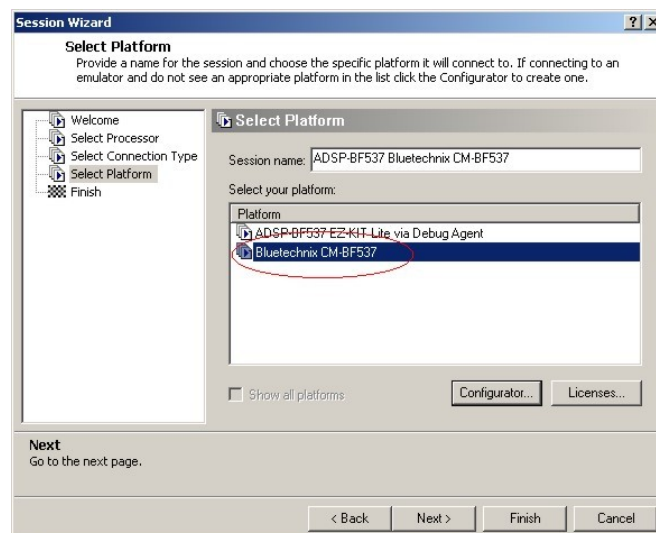 Session Wizard
Select Platform
Provide a name for the session and choose the specific platform it will connect to. If connecting to an
emulator and do not see an appropriate platform in the list click the Configurator to create one.
Welcome
Select Processor
Select Connection Type
Select Platform
Finish
Select Platform
Session name: ADSP-BF537 Bluetechnix CM-BF537
Select your platform:
Platform
ADSP-BF537 EZ-KIT Lite via Debug Agent
Bluetechnix CM-BF537
Show all platforms
Configurator... Licenses...
Next
Go to the next page.
< Back Next > Finish Cancel